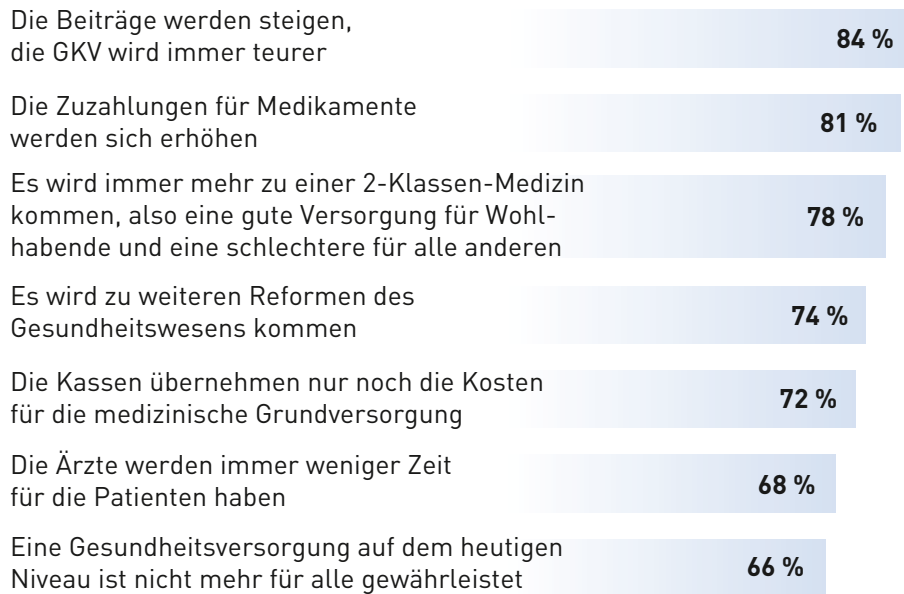 Die Beiträge werden steigen,
die GKV wird immer teurer
84 %
Die Zuzahlungen für Medikamente
werden sich erhöhen
81 %
Es wird immer mehr zu einer 2-Klassen-Medizin
kommen, also eine gute Versorgung für Wohl-
habende und eine schlechtere für alle anderen
78 %
Es wird zu weiteren Reformen des
Gesundheitswesens kommen
74 %
Die Kassen übernehmen nur noch die Kosten
für die medizinische Grundversorgung
72 %
Die Ärzte werden immer weniger Zeit
für die Patienten haben
68 %
Eine Gesundheitsversorgung auf dem heutigen
Niveau ist nicht mehr für alle gewährleistet
66 %